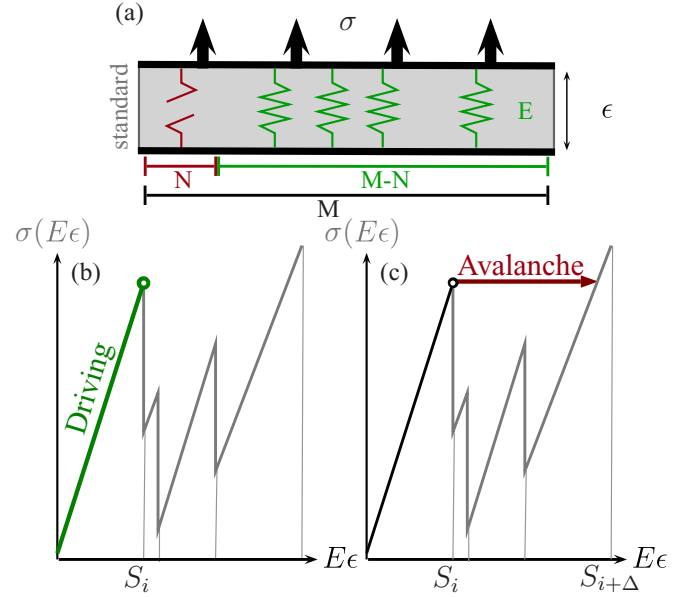 (a)
σ
standard
E
ϵ
N
M-N
M
σ(Eϵ)
(b)
Driving
S_i
Eϵ
σ(Eϵ)
(c)
Avalanche
S_i
S_{i+Δ}
Eϵ